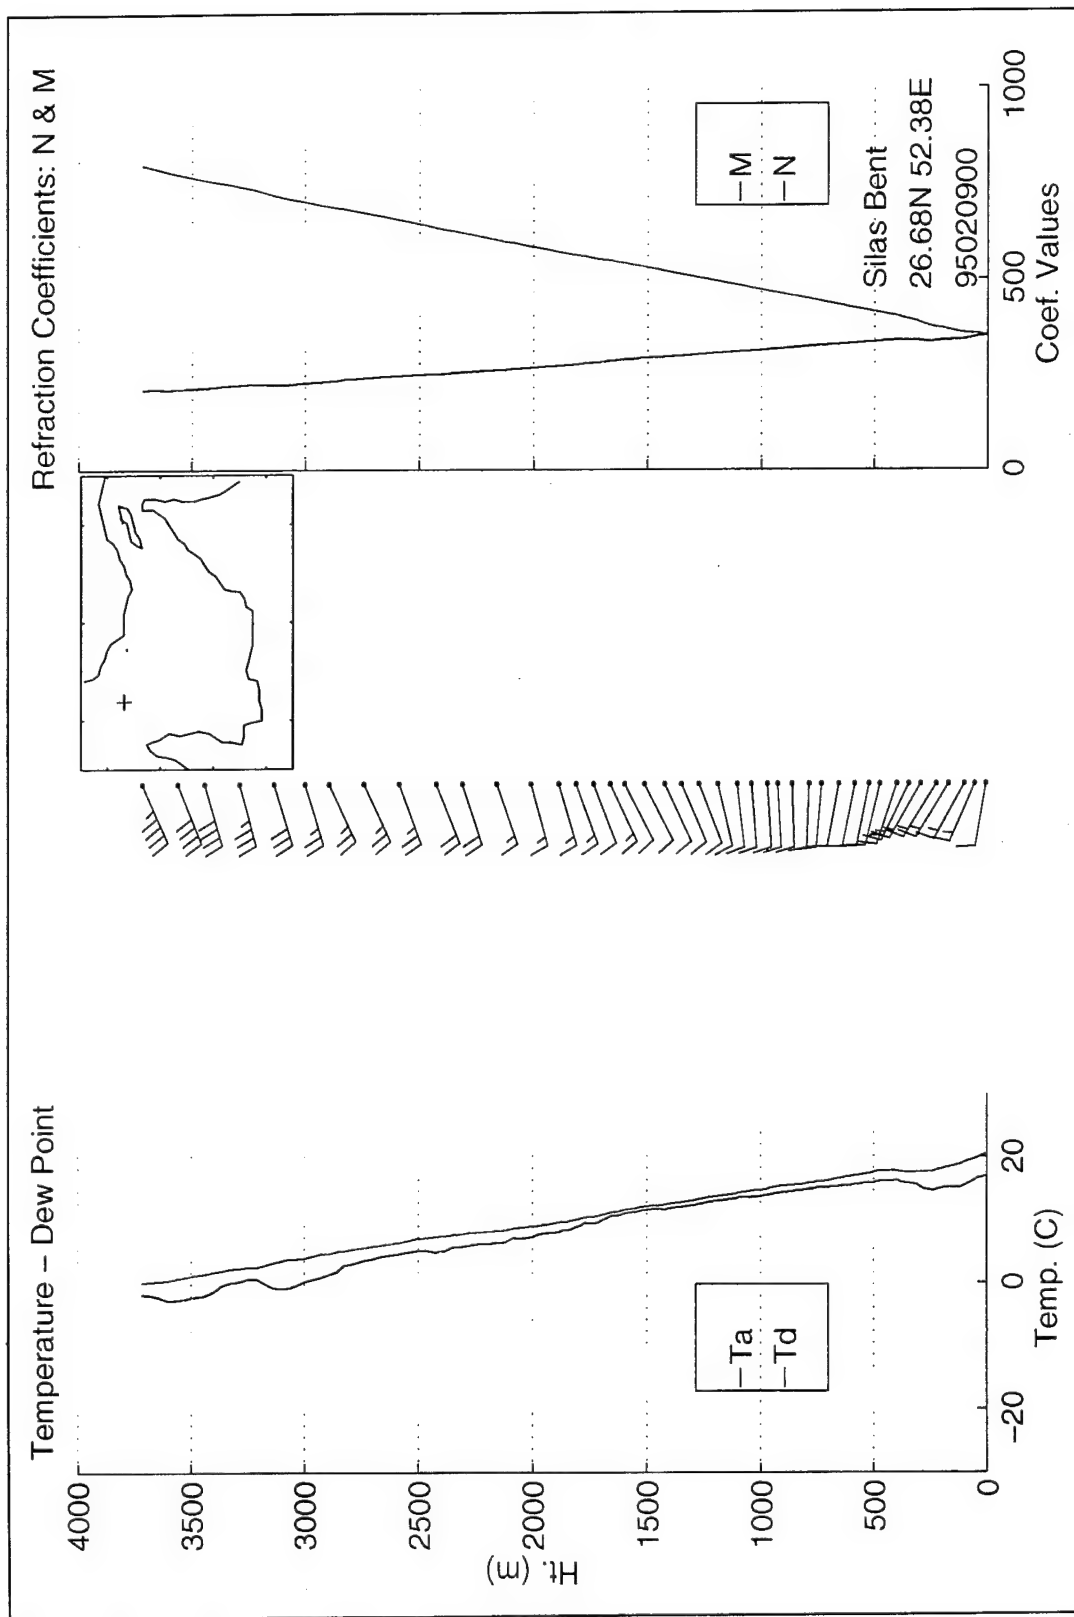 Temperature – Dew Point
Refraction Coefficients: N & M
4000
3500
3000
2500
2000
1500
1000
500
0
Ht. (m)
Ta
Td
−20
0
20
Temp. (C)
M
N
Silas Bent
26.68N 52.38E
95020900
0
500
1000
Coef. Values